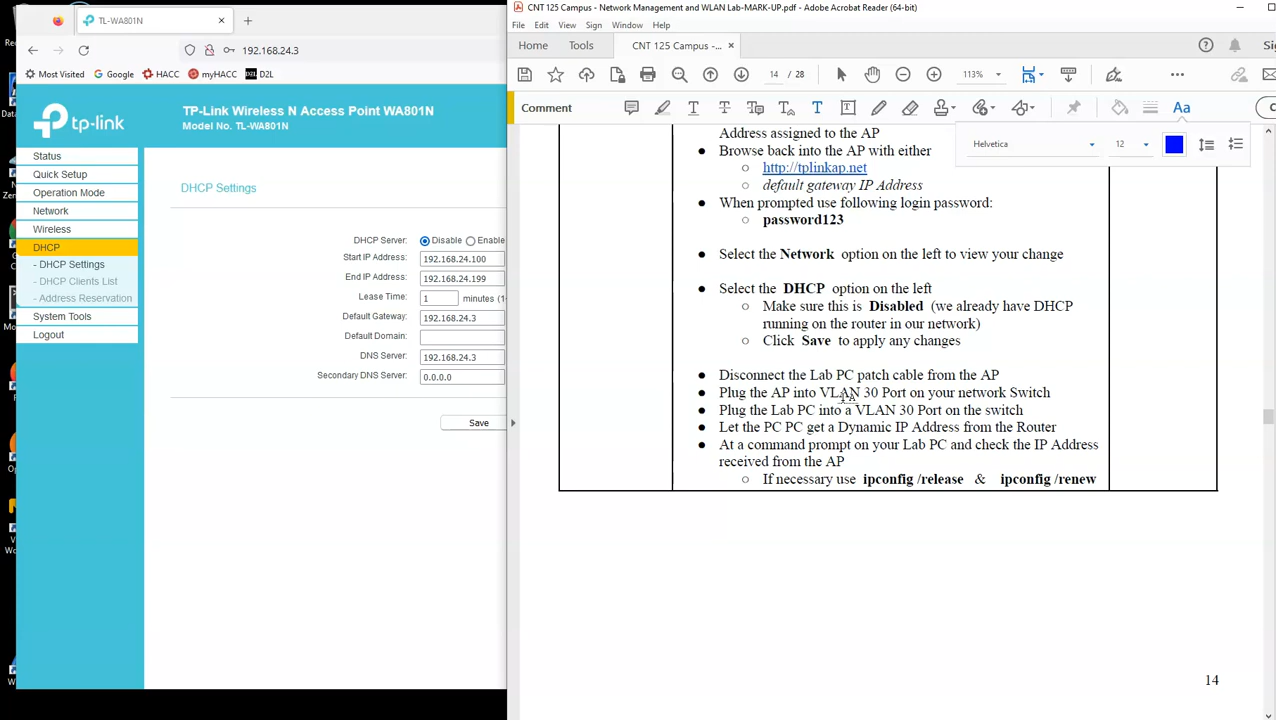 TL-WA801N
CNT 125 Campus - Network Management and WLAN Lab-MARK-UP.pdf - Adobe Acrobat Reader (64-bit)
File Edit View Sign Window Help
192.168.24.3
Home Tools CNT 125 Campus -...
Most Visited Google HACC myHACC D2L D2L
14 / 28 113%
Comment
Helvetica 12
tp-link
TP-Link Wireless N Access Point WA801N
Model No. TL-WA801N
Status
Quick Setup
Operation Mode
Network
Wireless
DHCP
- DHCP Settings
- DHCP Clients List
- Address Reservation
System Tools
Logout
DHCP Settings
DHCP Server: Disable Enable
Start IP Address: 192.168.24.100
End IP Address: 192.168.24.199
Lease Time: 1 minutes (1
Default Gateway: 192.168.24.3
Default Domain:
DNS Server: 192.168.24.3
Secondary DNS Server: 0.0.0.0
Save
Address assigned to the AP
● Browse back into the AP with either
○ http://tplinkap.net
○ default gateway IP Address
● When prompted use following login password:
○ password123
● Select the Network option on the left to view your change
● Select the DHCP option on the left
○ Make sure this is Disabled (we already have DHCP
running on the router in our network)
○ Click Save to apply any changes
● Disconnect the Lab PC patch cable from the AP
● Plug the AP into VLAN 30 Port on your network Switch
● Plug the Lab PC into a VLAN 30 Port on the switch
● Let the PC PC get a Dynamic IP Address from the Router
● At a command prompt on your Lab PC and check the IP Address
received from the AP
○ If necessary use ipconfig /release & ipconfig /renew
14